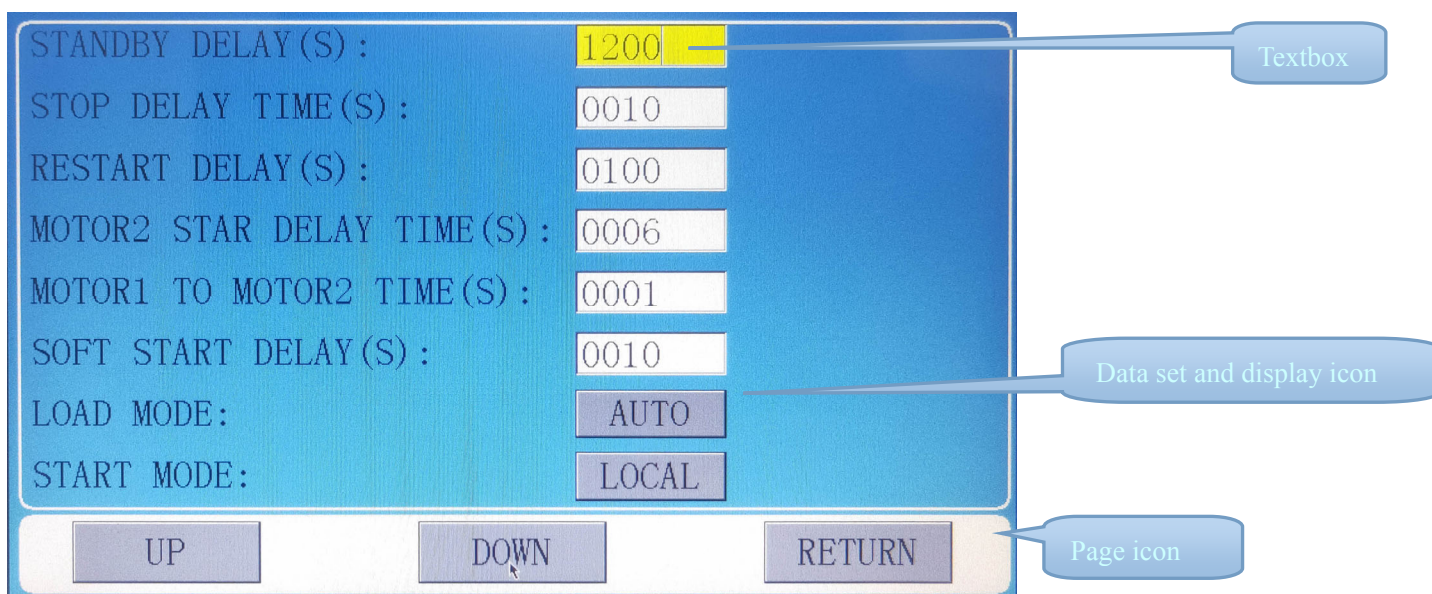 STANDBY DELAY(S): 1200 Textbox
STOP DELAY TIME(S): 0010
RESTART DELAY(S): 0100
MOTOR2 STAR DELAY TIME(S): 0006
MOTOR1 TO MOTOR2 TIME(S): 0001
SOFT START DELAY(S): 0010
Data set and display icon
LOAD MODE: AUTO
START MODE: LOCAL
UP DOWN RETURN
Page icon